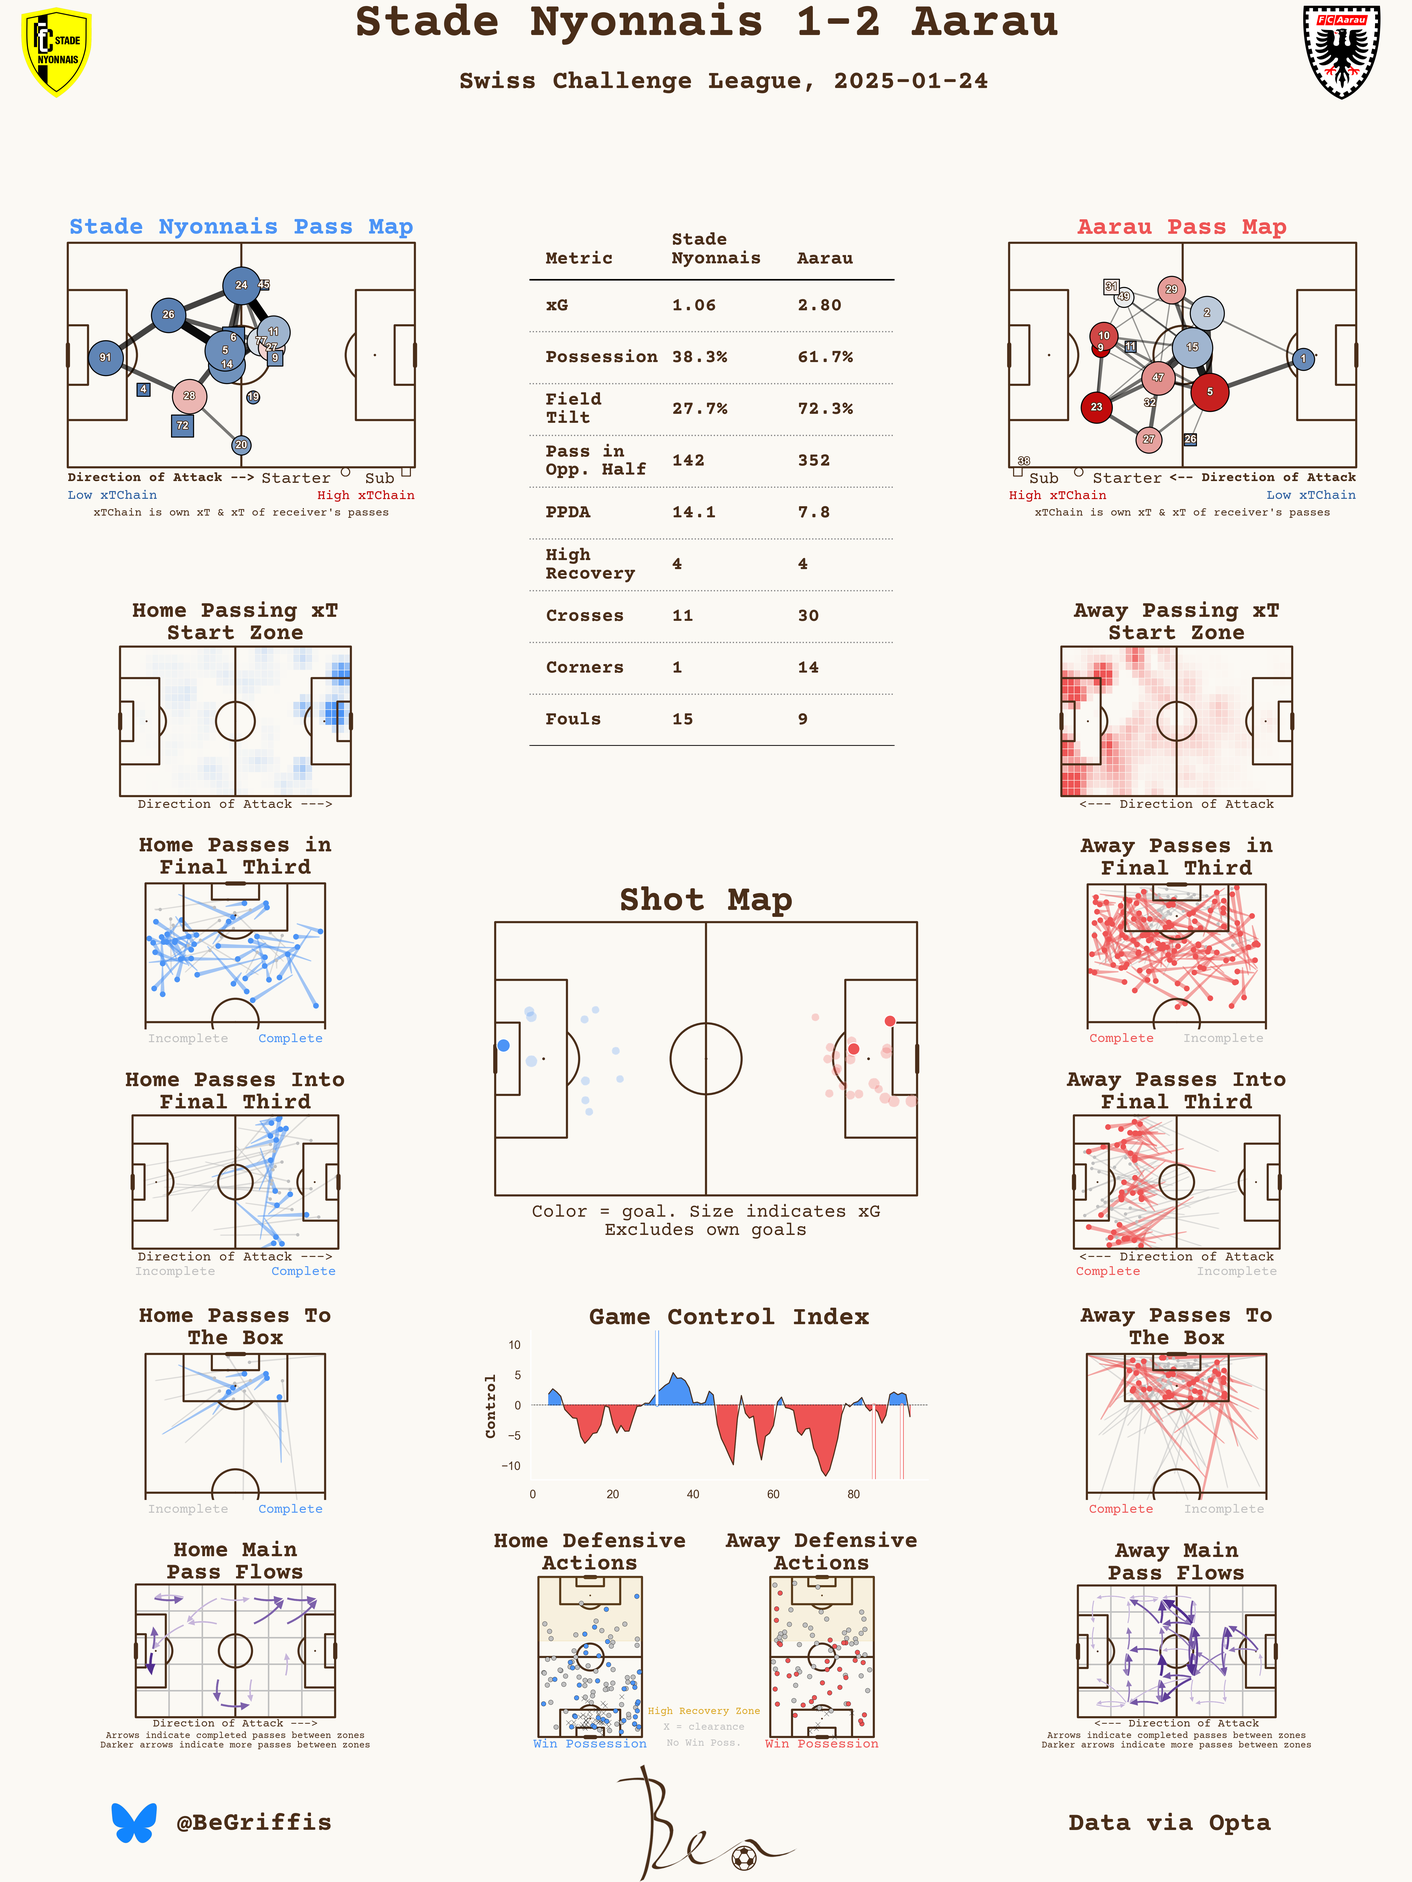 Stade Nyonnais 1-2 Aarau
Swiss Challenge League, 2025-01-24
STADE
NYONNAIS
FC Aarau
Stade Nyonnais Pass Map
24
45
26
6
11
77
5
27
91
14
9
4
28
19
72
20
Direction of Attack --> Starter Sub
Low xTChain High xTChain
xTChain is own xT & xT of receiver's passes
Metric Stade Nyonnais Aarau
xG 1.06 2.80
Possession 38.3% 61.7%
Field Tilt 27.7% 72.3%
Pass in Opp. Half 142 352
PPDA 14.1 7.8
High Recovery 4 4
Crosses 11 30
Corners 1 14
Fouls 15 9
Aarau Pass Map
31
49
29
2
10
9
11
15
1
47
5
23
32
27
26
38
Sub Starter <-- Direction of Attack
High xTChain Low xTChain
xTChain is own xT & xT of receiver's passes
Home Passing xT
Start Zone
Direction of Attack --->
Away Passing xT
Start Zone
<--- Direction of Attack
Home Passes in
Final Third
Incomplete Complete
Away Passes in
Final Third
Complete Incomplete
Shot Map
Color = goal. Size indicates xG
Excludes own goals
Home Passes Into
Final Third
Direction of Attack --->
Incomplete Complete
Away Passes Into
Final Third
<--- Direction of Attack
Complete Incomplete
Home Passes To
The Box
Incomplete Complete
Game Control Index
Control
10
5
0
−5
−10
0 20 40 60 80
Away Passes To
The Box
Complete Incomplete
Home Main
Pass Flows
Direction of Attack --->
Arrows indicate completed passes between zones
Darker arrows indicate more passes between zones
Home Defensive
Actions
Win Possession
High Recovery Zone
X = clearance
No Win Poss.
Away Defensive
Actions
Win Possession
Away Main
Pass Flows
<--- Direction of Attack
Arrows indicate completed passes between zones
Darker arrows indicate more passes between zones
@BeGriffis
Ben
Data via Opta